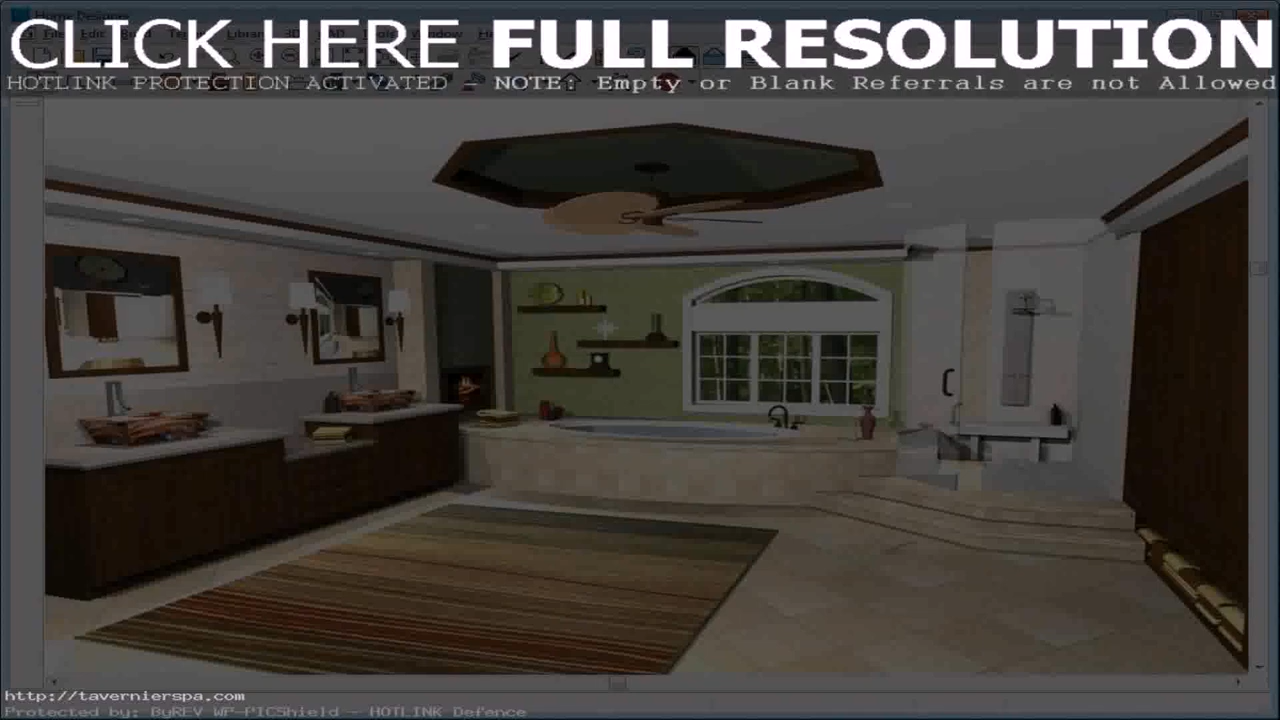 CLICK HERE FULL RESOLUTION
HOTLINK PROTECTION ACTIVATED - NOTE: Empty or Blank Referrals are not Allowed
http://tavernierspa.com
Protected by: ByREV WP-PICShield - HOTLINK Defence